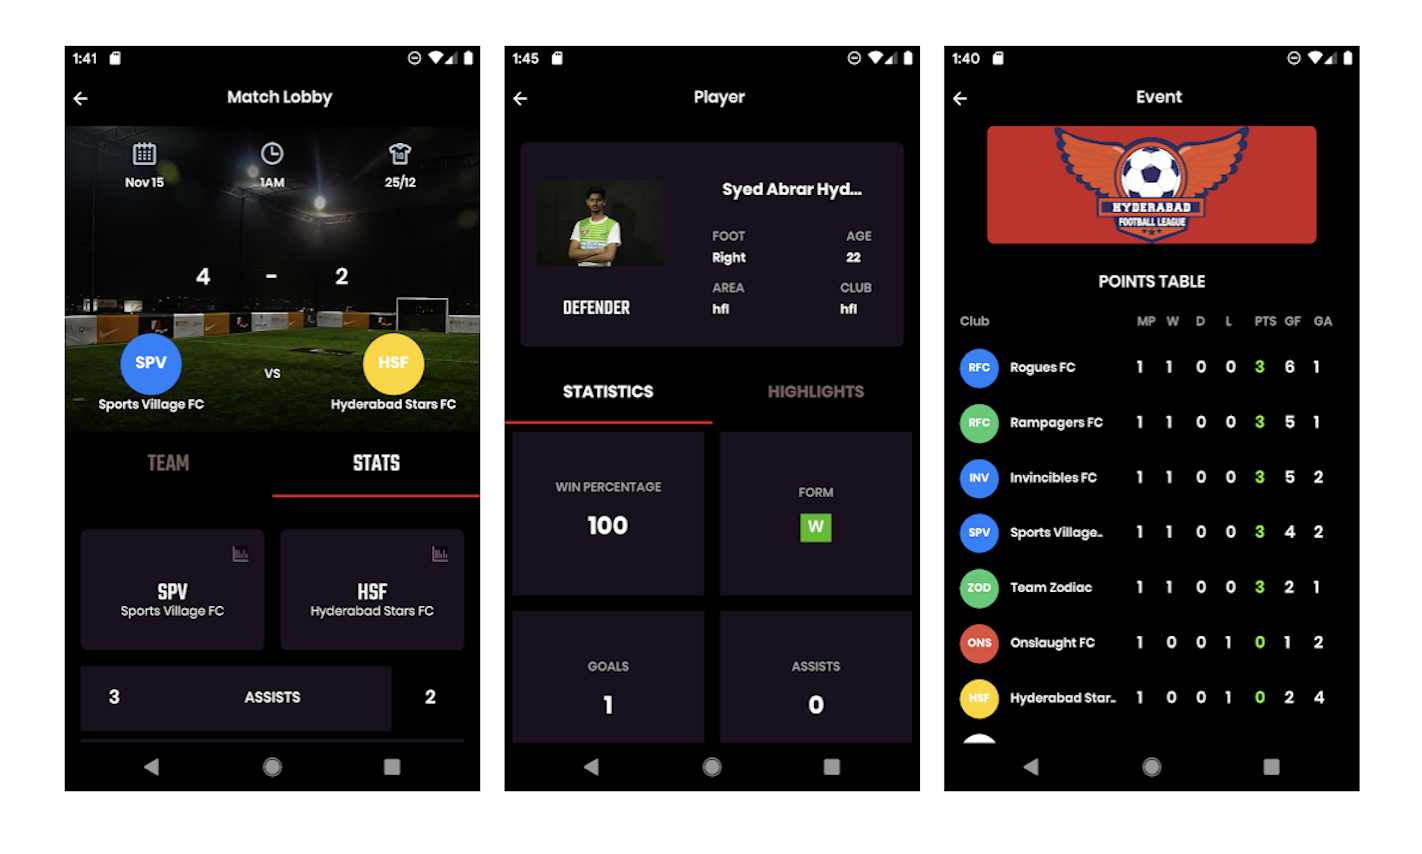 1:41
Match Lobby
Nov 15
1AM
10
25/12
4 - 2
SPV
HSF
VS
Sports Village FC
Hyderabad Stars FC
TEAM
STATS
SPV
Sports Village FC
HSF
Hyderabad Stars FC
3 ASSISTS 2
1:45
Player
Syed Abrar Hyd...
FOOT AGE
Right 22
AREA CLUB
hfl hfl
DEFENDER
STATISTICS
HIGHLIGHTS
WIN PERCENTAGE
100
FORM
W
GOALS
1
ASSISTS
0
1:40
Event
HYDERABAD
FOOTBALL LEAGUE
POINTS TABLE
Club MP W D L PTS GF GA
RFC Rogues FC 1 1 0 0 3 6 1
RFC Rampagers FC 1 1 0 0 3 5 1
INV Invincibles FC 1 1 0 0 3 5 2
SPV Sports Village... 1 1 0 0 3 4 2
ZOD Team Zodiac 1 1 0 0 3 2 1
ONS Onslaught FC 1 0 0 1 0 1 2
HSF Hyderabad Star... 1 0 0 1 0 2 4